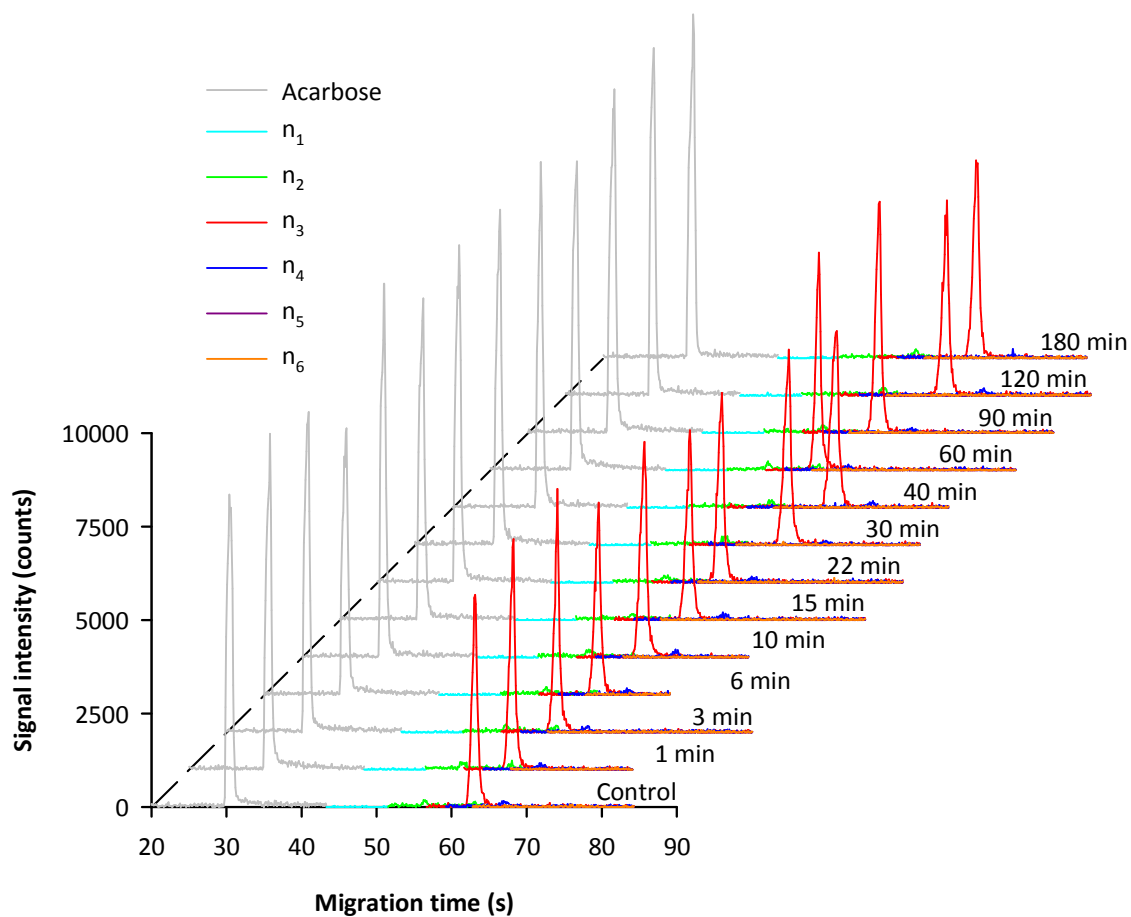 Acarbose
n₁
n₂
n₃
n₄
n₅
n₆
180 min
120 min
90 min
60 min
40 min
30 min
22 min
15 min
10 min
6 min
3 min
1 min
Control
10000
7500
5000
2500
0
Signal intensity (counts)
20 30 40 50 60 70 80 90
Migration time (s)